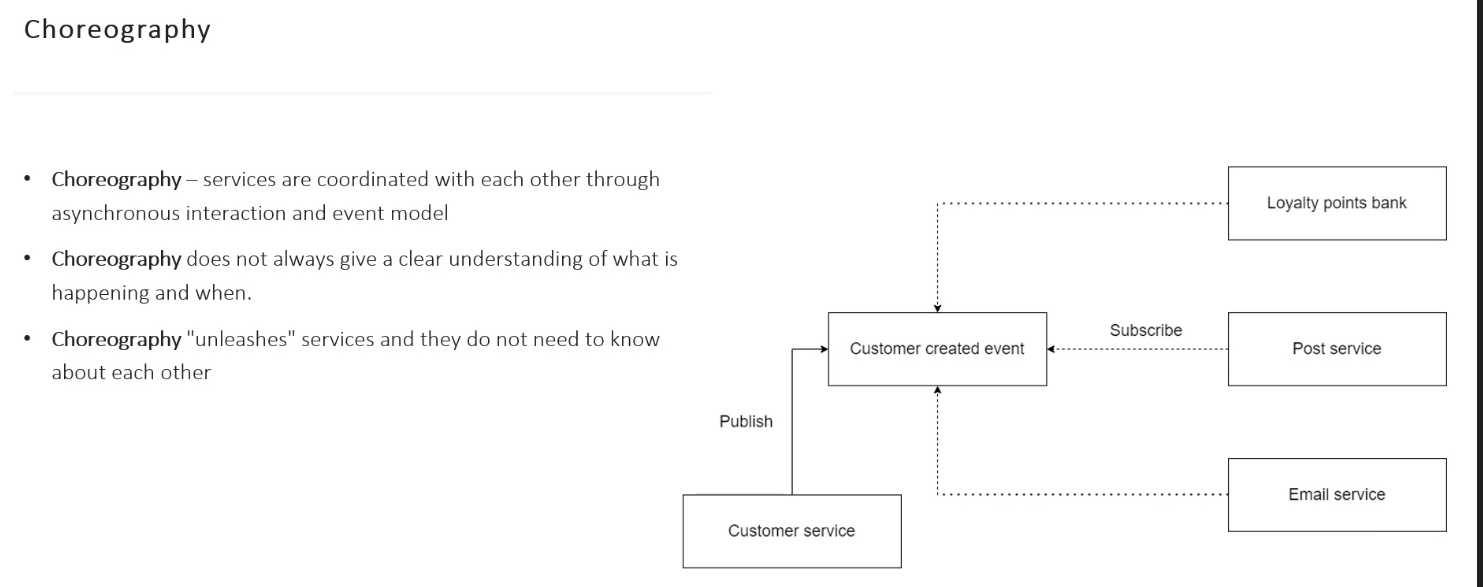 Choreography
• Choreography – services are coordinated with each other through
asynchronous interaction and event model
• Choreography does not always give a clear understanding of what is
happening and when.
• Choreography "unleashes" services and they do not need to know
about each other
Loyalty points bank
Customer created event
Subscribe
Post service
Publish
Email service
Customer service